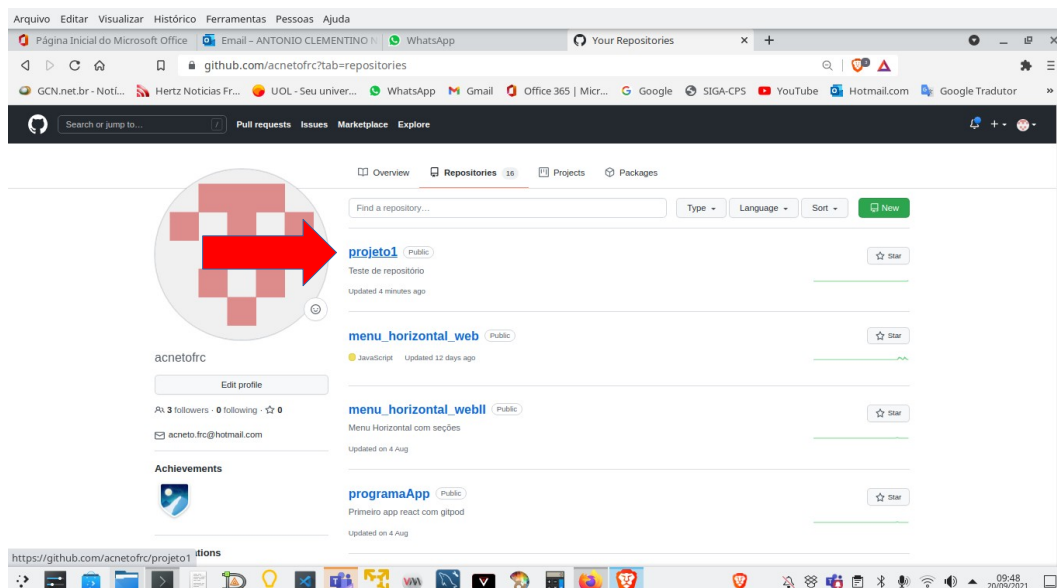 Arquivo Editar Visualizar Histórico Ferramentas Pessoas Ajuda
Página Inicial do Microsoft Office Email – ANTONIO CLEMENTINO WhatsApp Your Repositories × +
github.com/acnetofrc?tab=repositories
GCN.net.br - Notí... Hertz Noticias Fr... UOL - Seu univer... WhatsApp Gmail Office 365 | Micr... Google SIGA-CPS YouTube Hotmail.com Google Tradutor »
Search or jump to... / Pull requests Issues Marketplace Explore
Overview Repositories 16 Projects Packages
Find a repository... Type Language Sort New
projeto1 Public Star
Teste de repositório
Updated 4 minutes ago
menu_horizontal_web Public Star
JavaScript Updated 12 days ago
acnetofrc
Edit profile
3 followers · 0 following · 0
acneto.frc@hotmail.com
menu_horizontal_webII Public Star
Menu Horizontal com seções
Updated on 4 Aug
Achievements
programaApp Public Star
Primeiro app react com gitpod
Updated on 4 Aug
https://github.com/acnetofrc/projeto1 tions
09:48
20/09/2021